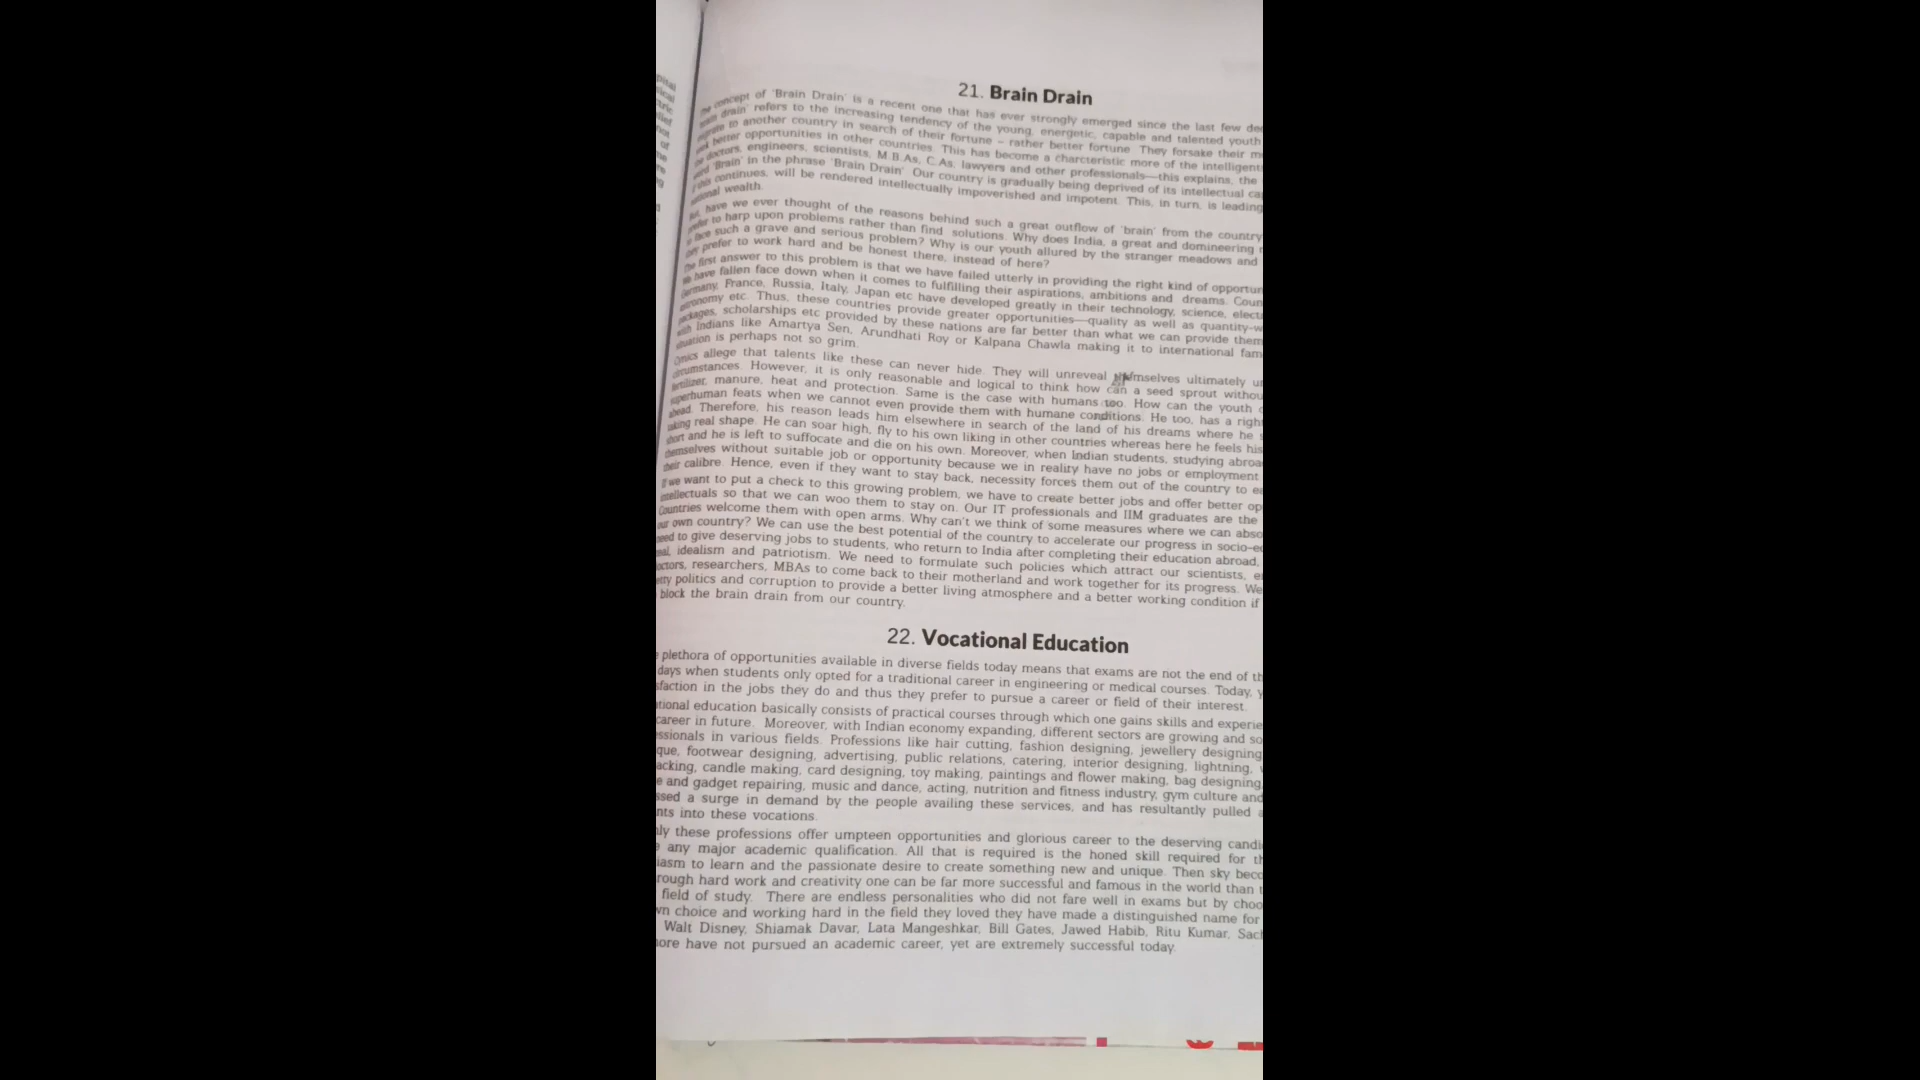 21. Brain Drain
concept of 'Brain Drain' is a recent one that has ever strongly emerged since the last few
drain' refers to the increasing tendency of the young, energetic, capable and talented youth
to another country in search of their fortune – rather better fortune. They forsake their
better opportunities in other countries. This has become a charcteristic more of the
doctors, engineers, scientists, M.B.As, C.As, lawyers and other professionals—this explains, the
'Brain' in the phrase 'Brain Drain'. Our country is gradually being deprived of its intellectual
this continues, will be rendered intellectually impoverished and impotent. This, in turn, is leading
national wealth.
have we ever thought of the reasons behind such a great outflow of 'brain' from the country
to harp upon problems rather than find solutions. Why does India, a great and domineering
face such a grave and serious problem? Why is our youth allured by the stranger meadows and
prefer to work hard and be honest there, instead of here?
first answer to this problem is that we have failed utterly in providing the right kind of
have fallen face down when it comes to fulfilling their aspirations, ambitions and dreams.
Germany, France, Russia, Italy, Japan etc have developed greatly in their technology, science,
etc. Thus, these countries provide greater opportunities—quality as well as
packages, scholarships etc provided by these nations are far better than what we can provide them
with Indians like Amartya Sen, Arundhati Roy or Kalpana Chawla making it to international
situation is perhaps not so grim.
Cynics allege that talents like these can never hide. They will unreveal themselves ultimately
circumstances. However, it is only reasonable and logical to think how can a seed sprout
fertilizer, manure, heat and protection. Same is the case with humans too. How can the youth
superhuman feats when we cannot even provide them with humane conditions. He too, has a
ahead. Therefore, his reason leads him elsewhere in search of the land of his dreams where he
taking real shape. He can soar high, fly to his own liking in other countries whereas here he feels his
short and he is left to suffocate and die on his own. Moreover, when Indian students, studying
themselves without suitable job or opportunity because we in reality have no jobs or employment
their calibre. Hence, even if they want to stay back, necessity forces them out of the country to
If we want to put a check to this growing problem, we have to create better jobs and offer better
intellectuals so that we can woo them to stay on. Our IT professionals and IIM graduates are the
Countries welcome them with open arms. Why can't we think of some measures where we can
our own country? We can use the best potential of the country to accelerate our progress in
need to give deserving jobs to students, who return to India after completing their education abroad,
idealism and patriotism. We need to formulate such policies which attract our scientists,
doctors, researchers, MBAs to come back to their motherland and work together for its progress. We
politics and corruption to provide a better living atmosphere and a better working condition if
block the brain drain from our country.
22. Vocational Education
plethora of opportunities available in diverse fields today means that exams are not the end of
days when students only opted for a traditional career in engineering or medical courses. Today,
sfaction in the jobs they do and thus they prefer to pursue a career or field of their interest.
tional education basically consists of practical courses through which one gains skills and
career in future. Moreover, with Indian economy expanding, different sectors are growing and
essionals in various fields. Professions like hair cutting, fashion designing, jewellery designing,
que, footwear designing, advertising, public relations, catering, interior designing, lightning,
acking, candle making, card designing, toy making, paintings and flower making, bag designing,
e and gadget repairing, music and dance, acting, nutrition and fitness industry, gym culture and
ssed a surge in demand by the people availing these services, and has resultantly pulled
nts into these vocations.
ly these professions offer umpteen opportunities and glorious career to the deserving
any major academic qualification. All that is required is the honed skill required for
iasm to learn and the passionate desire to create something new and unique. Then sky
rough hard work and creativity one can be far more successful and famous in the world than
field of study. There are endless personalities who did not fare well in exams but by
wn choice and working hard in the field they loved they have made a distinguished name for
Walt Disney, Shiamak Davar, Lata Mangeshkar, Bill Gates, Jawed Habib, Ritu Kumar,
ore have not pursued an academic career, yet are extremely successful today.